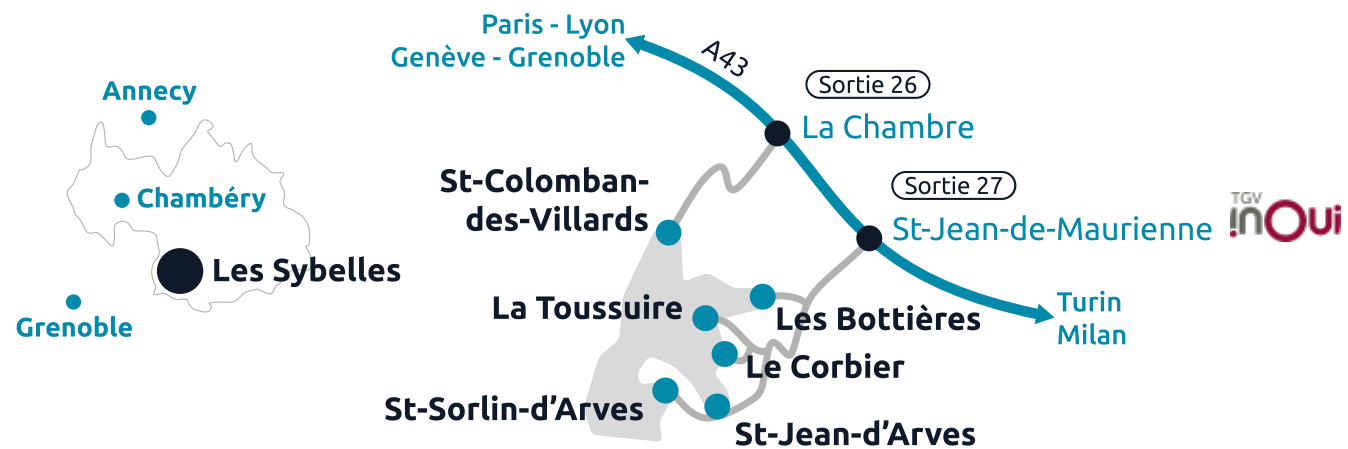 Annecy
Chambéry
Les Sybelles
Grenoble
Paris - Lyon
Genève - Grenoble
A43
Sortie 26
La Chambre
Sortie 27
St-Jean-de-Maurienne
TGV
inOui
St-Colomban-
des-Villards
La Toussuire
Les Bottières
Turin
Milan
Le Corbier
St-Sorlin-d’Arves
St-Jean-d’Arves